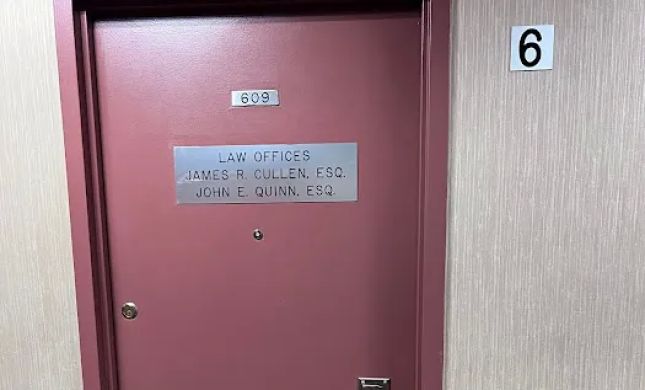 6
609
LAW OFFICES
JAMES R. CULLEN, ESQ.
JOHN E. QUINN, ESQ.